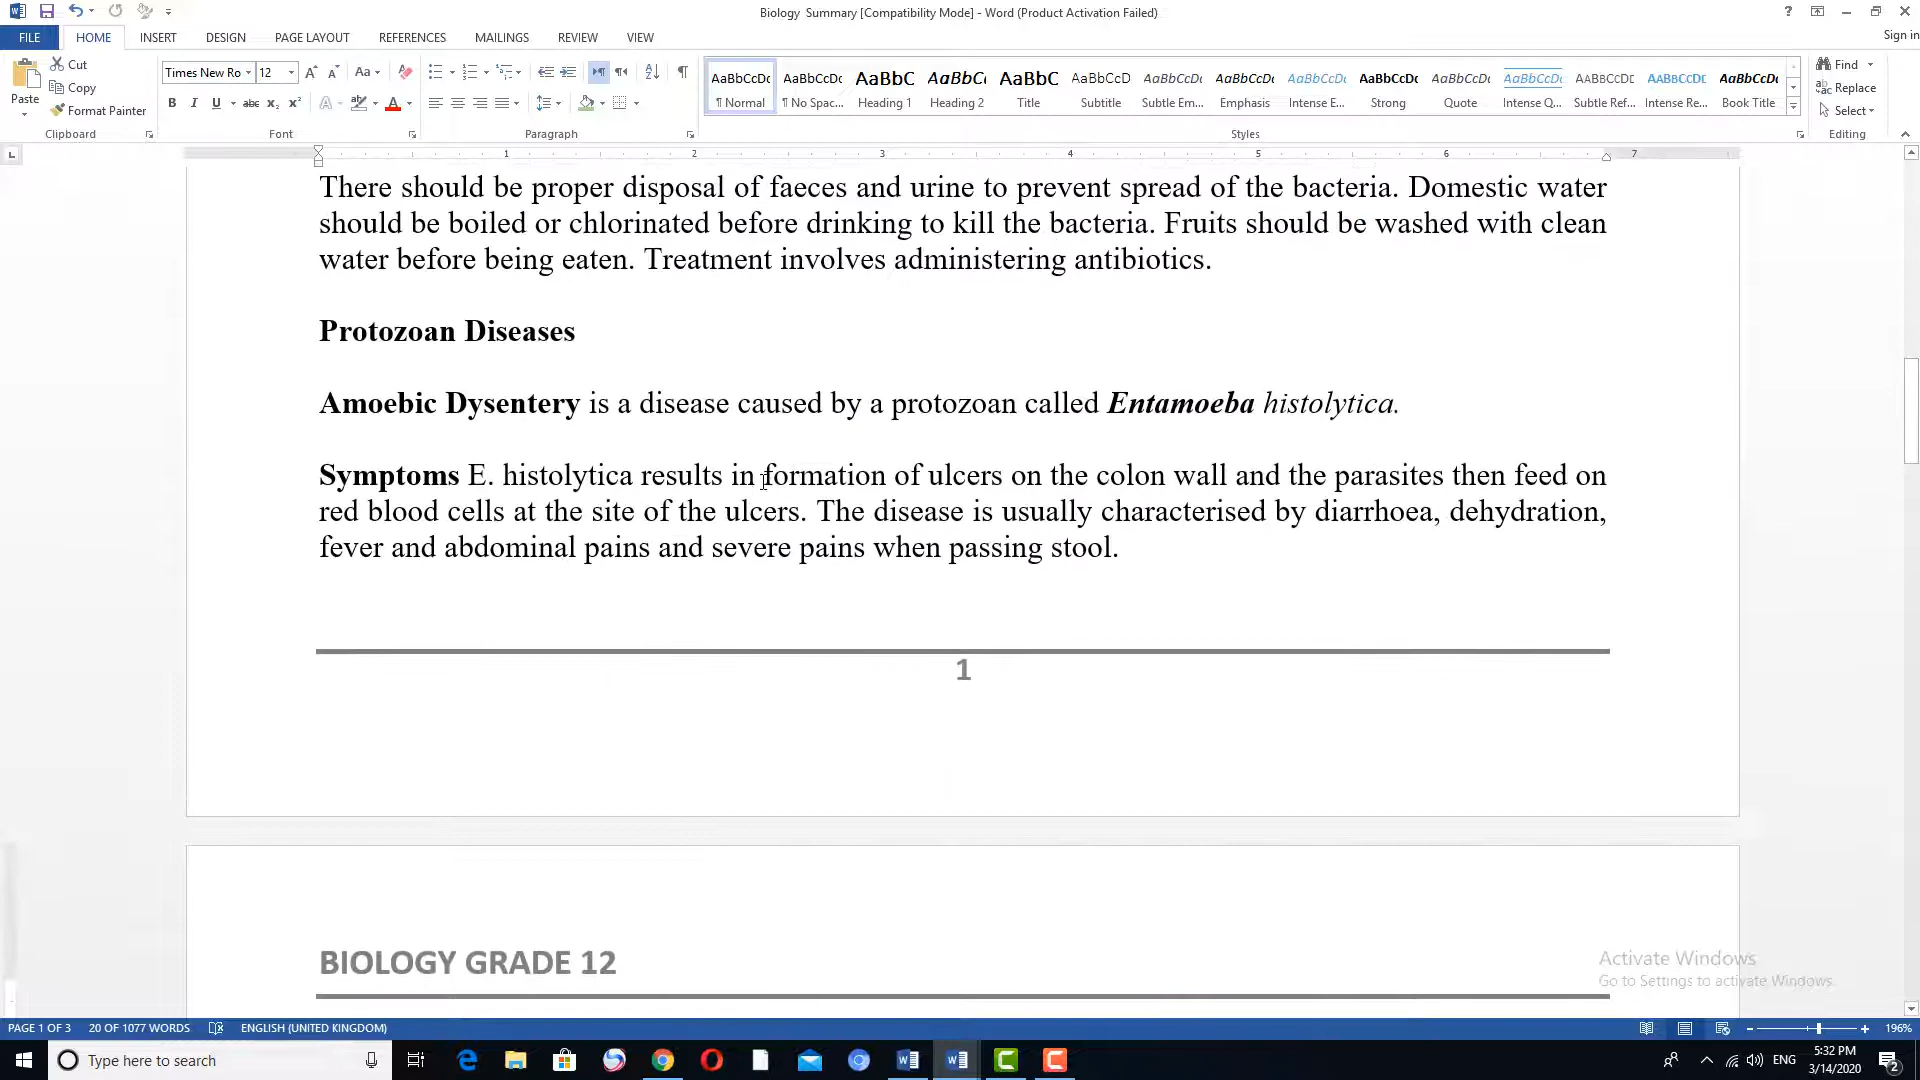 Biology  Summary [Compatibility Mode] - Word (Product Activation Failed)
FILE HOME INSERT DESIGN PAGE LAYOUT REFERENCES MAILINGS REVIEW VIEW Sign in
Paste Cut Copy Format Painter
Times New Ro 12
AaBbCcDc AaBbCcDc AaBbC AaBbCc AaBbC AaBbCcD AaBbCcDc AaBbCcDc AaBbCcDc AaBbCcDc AaBbCcDc AaBbCcDc AABBCCDE AABBCCDC AaBbCcDc
¶ Normal ¶ No Spac... Heading 1 Heading 2 Title Subtitle Subtle Em... Emphasis Intense E... Strong Quote Intense Q... Subtle Ref... Intense Re... Book Title
Find
Replace
Select
Clipboard Font Paragraph Styles Editing
1 2 3 4 5 6 7
There should be proper disposal of faeces and urine to prevent spread of the bacteria. Domestic water
should be boiled or chlorinated before drinking to kill the bacteria. Fruits should be washed with clean
water before being eaten. Treatment involves administering antibiotics.
Protozoan Diseases
Amoebic Dysentery is a disease caused by a protozoan called Entamoeba histolytica.
Symptoms E. histolytica results in formation of ulcers on the colon wall and the parasites then feed on
red blood cells at the site of the ulcers. The disease is usually characterised by diarrhoea, dehydration,
fever and abdominal pains and severe pains when passing stool.
1
BIOLOGY GRADE 12
Activate Windows
Go to Settings to activate Windows.
PAGE 1 OF 3 20 OF 1077 WORDS ENGLISH (UNITED KINGDOM) 196%
Type here to search
ENG
5:32 PM
3/14/2020
2